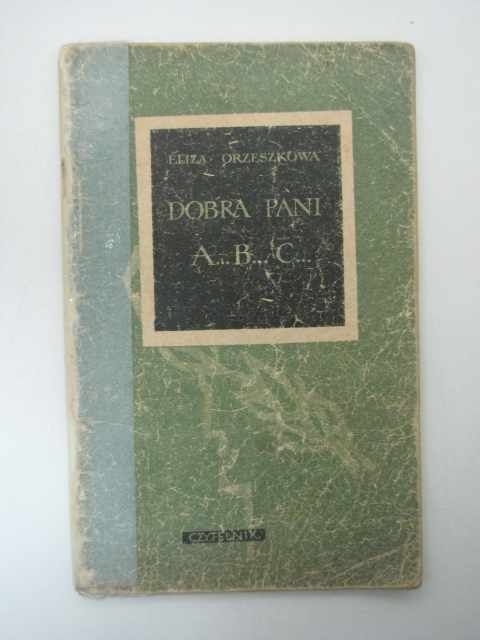 ELIZA ORZESZKOWA
DOBRA PANI
A... B... C...
CZYTELNIK